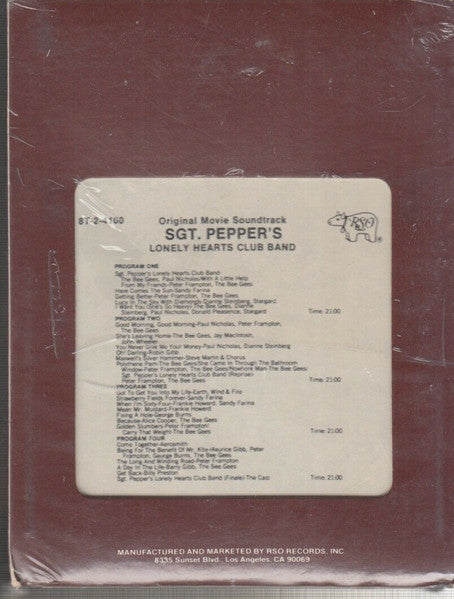 8T-2-4100
Original Movie Soundtrack
SGT. PEPPER'S
LONELY HEARTS CLUB BAND
RSO
PROGRAM ONE
Sgt. Pepper's Lonely Hearts Club Band-
The Bee Gees, Paul Nicholas/With A Little Help
From My Friends-Peter Frampton, The Bee Gees
Here Comes The Sun-Sandy Farina
Getting Better-Peter Frampton, The Bee Gees
Lucy In The Sky With Diamonds-Dianne Steinberg, Stargard
I Want You (She's So Heavy)-The Bee Gees, Dianne
Steinberg, Paul Nicholas, Donald Pleasence, Stargard Time: 21:00
PROGRAM TWO
Good Morning, Good Morning-Paul Nicholas, Peter Frampton,
The Bee Gees
She's Leaving Home-The Bee Gees, Jay MacIntosh,
John Wheeler
You Never Give Me Your Money-Paul Nicholas, Dianne Steinberg
Oh! Darling-Robin Gibb
Maxwell's Silver Hammer-Steve Martin & Chorus
Polythene Pam-The Bee Gees/She Came In Through The Bathroom
Window-Peter Frampton, The Bee Gees/Nowhere Man-The Bee Gees/
Sgt. Pepper's Lonely Hearts Club Band (Reprise)-
Peter Frampton, The Bee Gees Time: 21:00
PROGRAM THREE
Got To Get You Into My Life-Earth, Wind & Fire
Strawberry Fields Forever-Sandy Farina
When I'm Sixty-Four-Frankie Howerd, Sandy Farina
Mean Mr. Mustard-Frankie Howerd
Fixing A Hole-George Burns
Because-Alice Cooper, The Bee Gees
Golden Slumbers-Peter Frampton/
Carry That Weight-The Bee Gees Time: 21:00
PROGRAM FOUR
Come Together-Aerosmith
Being For The Benefit Of Mr. Kite-Maurice Gibb, Peter
Frampton, George Burns, The Bee Gees
The Long And Winding Road-Peter Frampton
A Day In The Life-Barry Gibb, The Bee Gees
Get Back-Billy Preston
Sgt. Pepper's Lonely Hearts Club Band (Finale)-The Cast Time: 21:00
MANUFACTURED AND MARKETED BY RSO RECORDS, INC.
8335 Sunset Blvd., Los Angeles, CA 90069